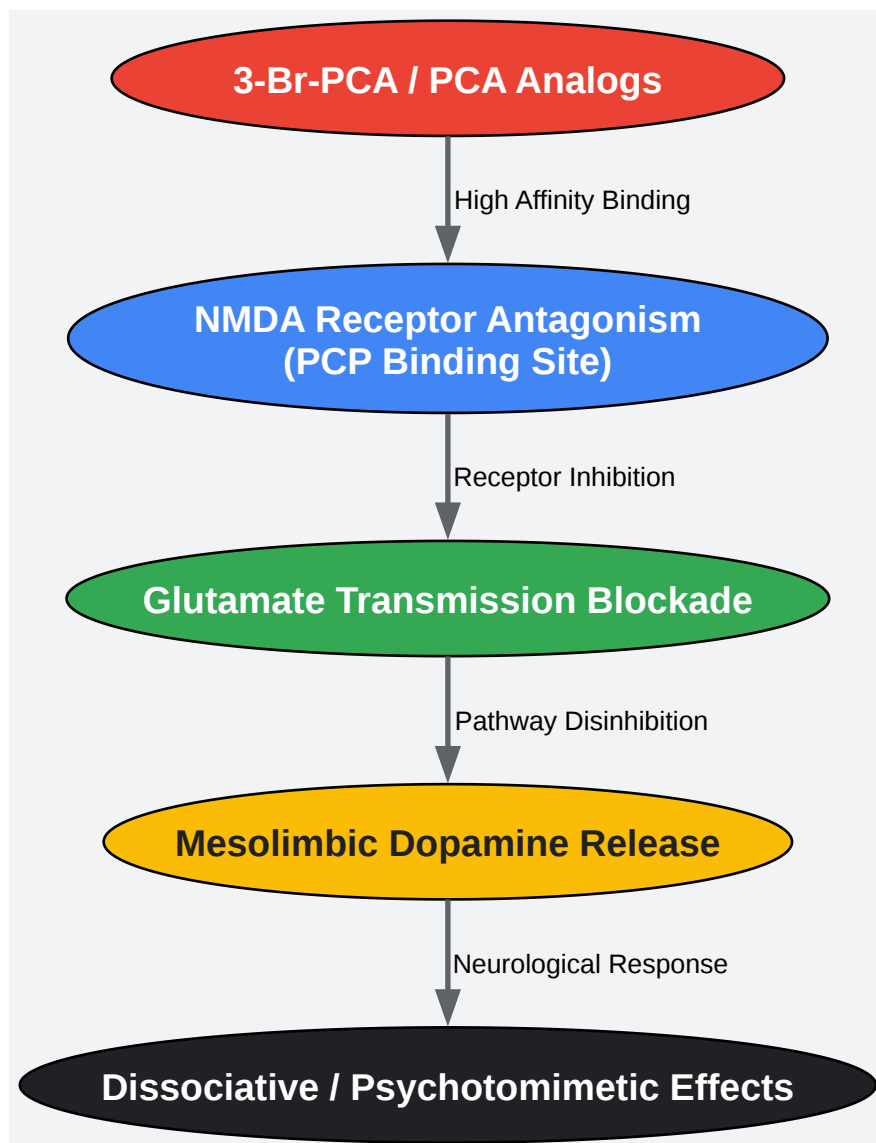 3-Br-PCA / PCA Analogs
High Affinity Binding
NMDA Receptor Antagonism
(PCP Binding Site)
Receptor Inhibition
Glutamate Transmission Blockade
Pathway Disinhibition
Mesolimbic Dopamine Release
Neurological Response
Dissociative / Psychotomimetic Effects